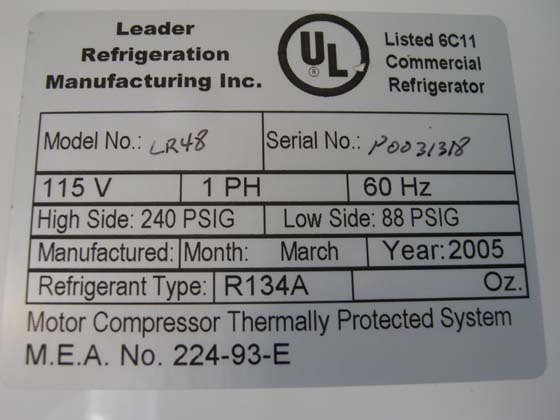 Leader
Refrigeration
Manufacturing Inc.
UL
®
Listed 6C11
Commercial
Refrigerator
Model No.: LR48 Serial No.: P0031318
115 V 1 PH 60 Hz
High Side: 240 PSIG Low Side: 88 PSIG
Manufactured: Month: March Year: 2005
Refrigerant Type: R134A Oz.
Motor Compressor Thermally Protected System
M.E.A. No. 224-93-E